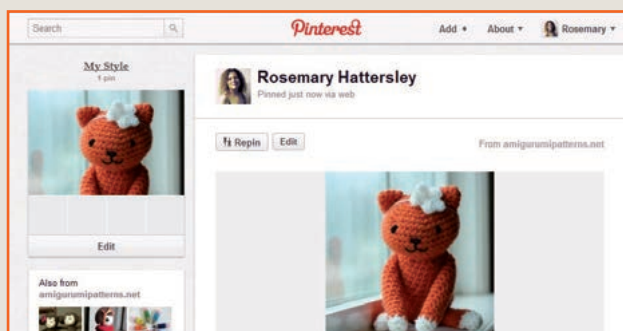 Search
Pinterest
Add +
About ▾
Rosemary ▾
My Style
1 pin
Edit
Also from
amigurumipatterns.net
Rosemary Hattersley
Pinned just now via web
Repin
Edit
From amigurumipatterns.net